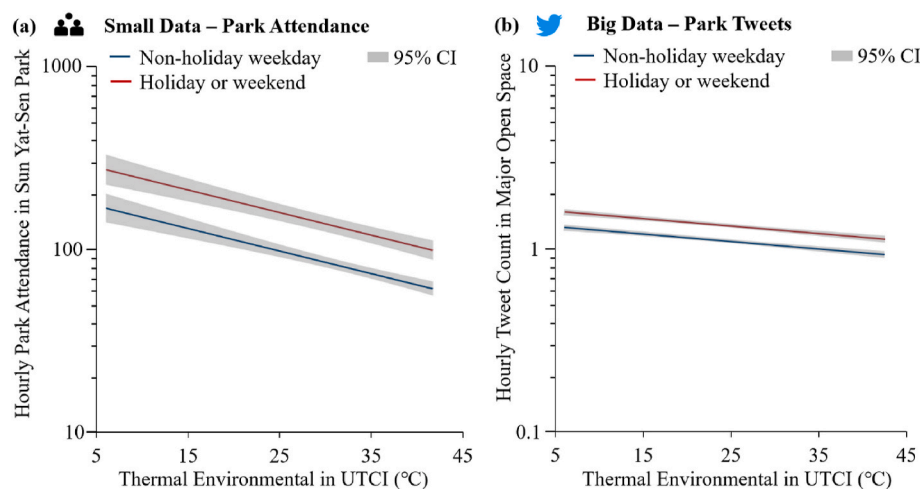 (a) Small Data – Park Attendance
Non-holiday weekday
95% CI
Holiday or weekend
Hourly Park Attendance in Sun Yat-Sen Park
1000
100
10
5 15 25 35 45
Thermal Environmental in UTCI (℃)
(b) Big Data – Park Tweets
Non-holiday weekday
95% CI
Holiday or weekend
Hourly Tweet Count in Major Open Space
10
1
0.1
5 15 25 35 45
Thermal Environmental in UTCI (℃)